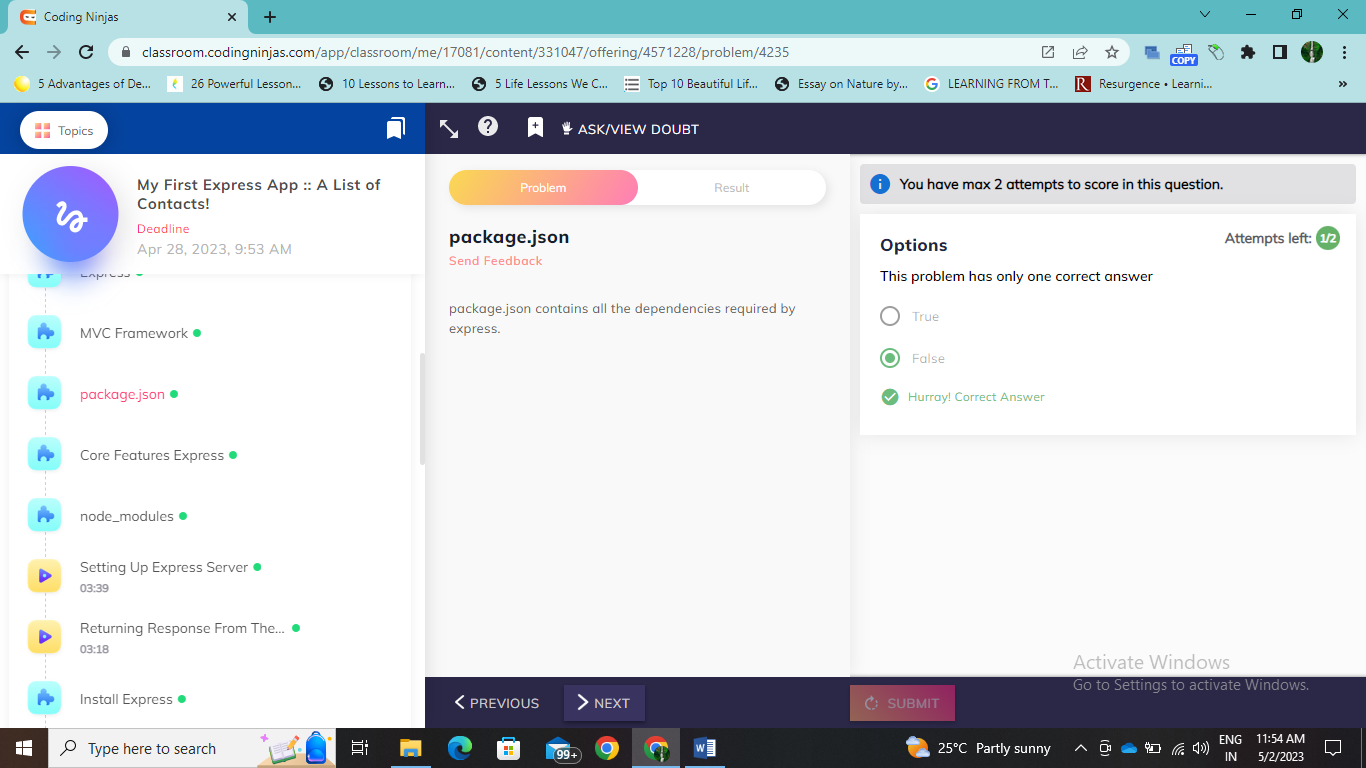 Coding Ninjas
classroom.codingninjas.com/app/classroom/me/17081/content/331047/offering/4571228/problem/4235
COPY
5 Advantages of De...
26 Powerful Lesson...
10 Lessons to Learn...
5 Life Lessons We C...
Top 10 Beautiful Lif...
Essay on Nature by...
LEARNING FROM T...
Resurgence • Learni...
»
Topics
ASK/VIEW DOUBT
My First Express App :: A List of
Contacts!
Deadline
Apr 28, 2023, 9:53 AM
Express
MVC Framework
package.json
Core Features Express
node_modules
Setting Up Express Server
03:39
Returning Response From The...
03:18
Install Express
Problem
Result
package.json
Send Feedback
package.json contains all the dependencies required by
express.
You have max 2 attempts to score in this question.
Options
Attempts left: 1/2
This problem has only one correct answer
True
False
Hurray! Correct Answer
Activate Windows
Go to Settings to activate Windows.
PREVIOUS
NEXT
SUBMIT
Type here to search
99+
25°C Partly sunny
ENG
IN
11:54 AM
5/2/2023